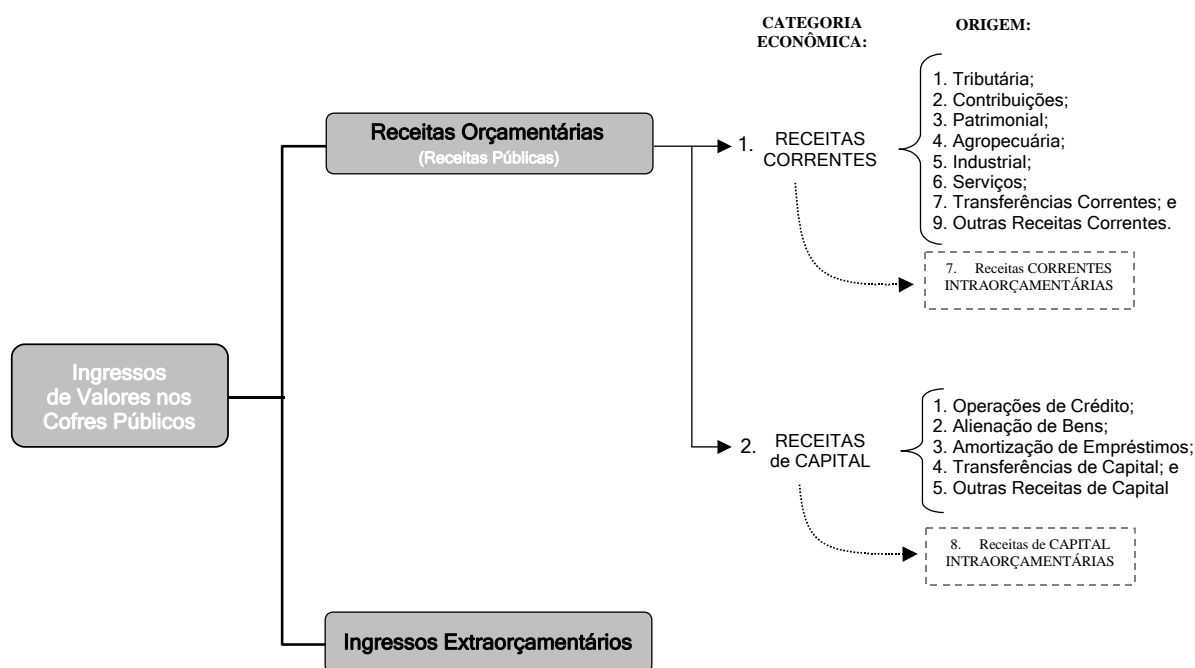 CATEGORIA
ECONÔMICA:
ORIGEM:
Receitas Orçamentárias
(Receitas Públicas)
1. RECEITAS
CORRENTES
1. Tributária;
2. Contribuições;
3. Patrimonial;
4. Agropecuária;
5. Industrial;
6. Serviços;
7. Transferências Correntes; e
9. Outras Receitas Correntes.
7. Receitas CORRENTES
INTRAORÇAMENTÁRIAS
Ingressos
de Valores nos
Cofres Públicos
2. RECEITAS
de CAPITAL
1. Operações de Crédito;
2. Alienação de Bens;
3. Amortização de Empréstimos;
4. Transferências de Capital; e
5. Outras Receitas de Capital
8. Receitas de CAPITAL
INTRAORÇAMENTÁRIAS
Ingressos Extraorçamentários